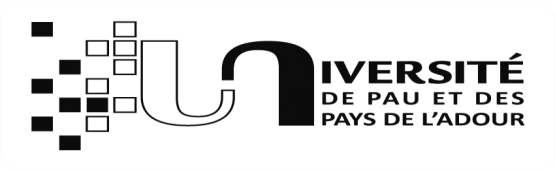 UNIVERSITÉ
DE PAU ET DES
PAYS DE L'ADOUR